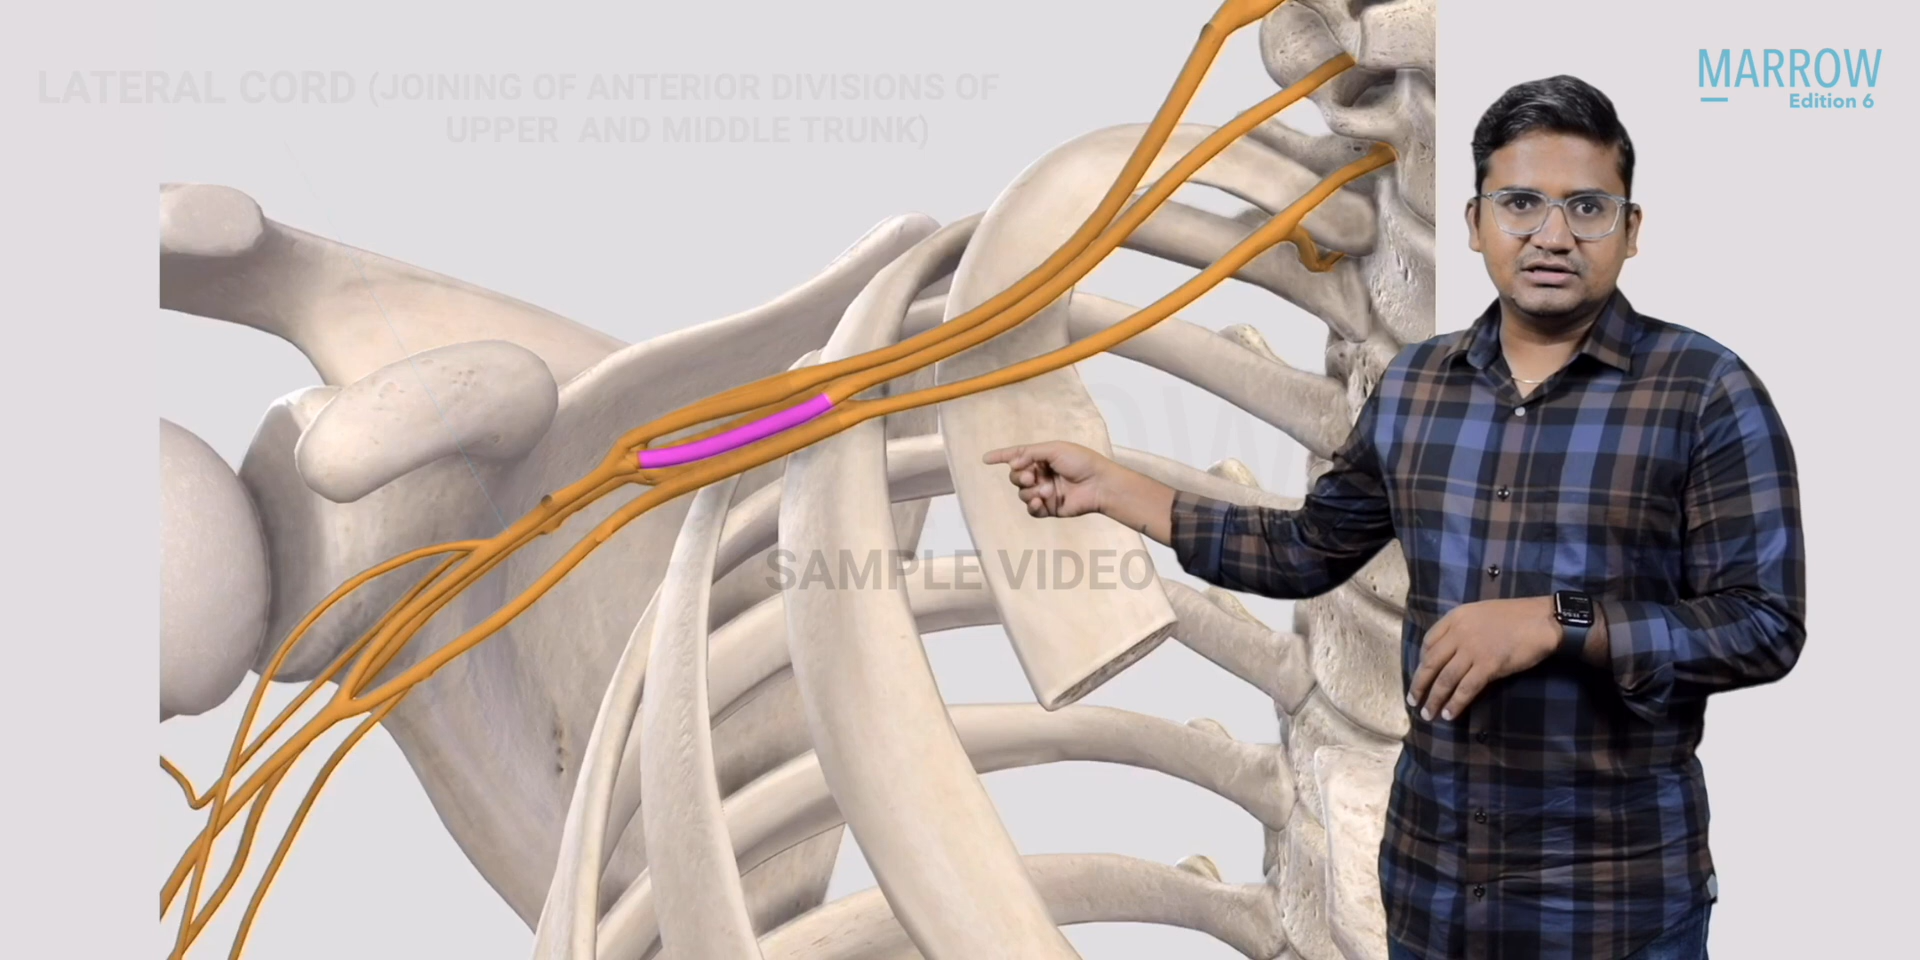 LATERAL CORD (JOINING OF ANTERIOR DIVISIONS OF
UPPER AND MIDDLE TRUNK)
MARROW
Edition 6
SAMPLE VIDEO